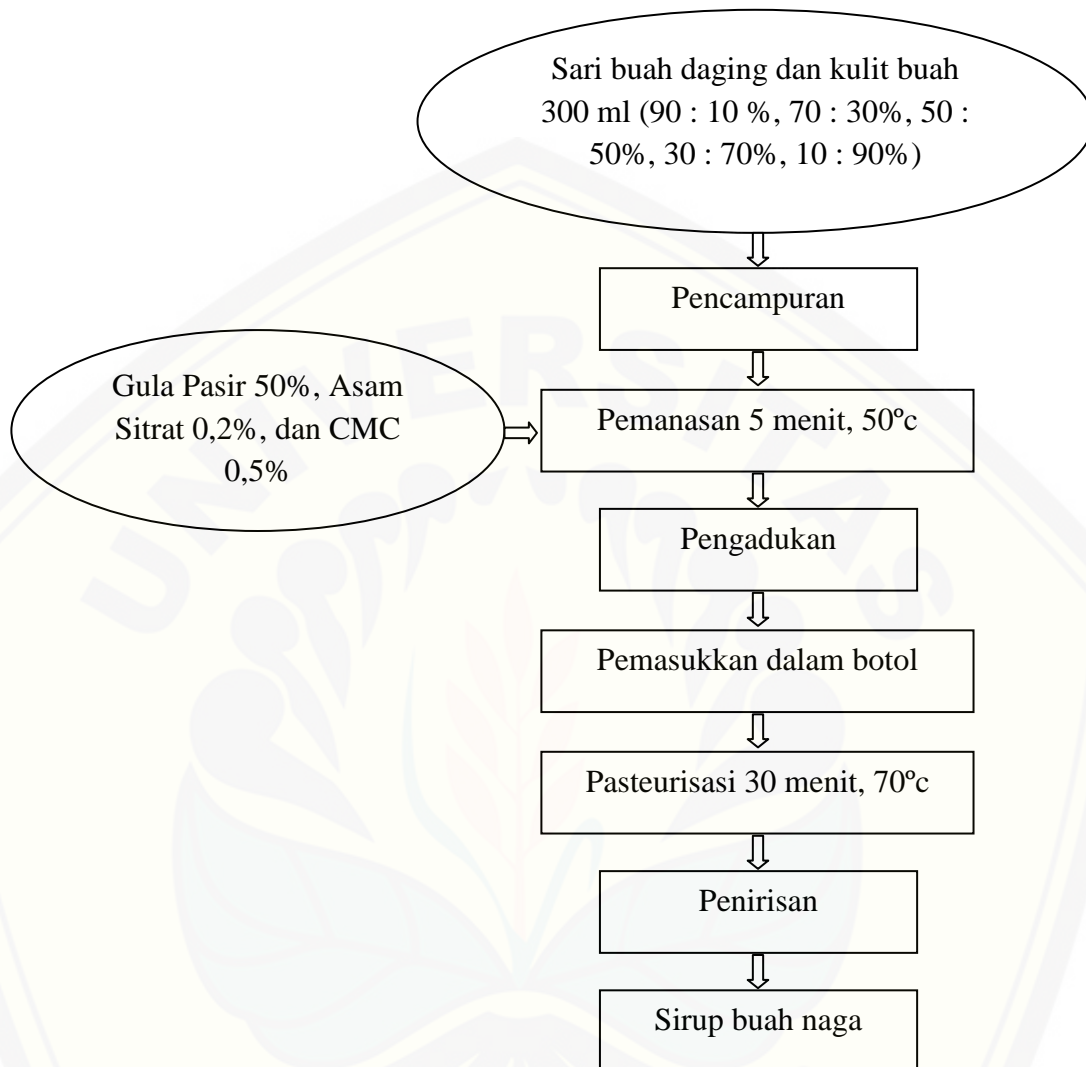 Sari buah daging dan kulit buah
300 ml (90 : 10 %, 70 : 30%, 50 :
50%, 30 : 70%, 10 : 90%)
Pencampuran
Gula Pasir 50%, Asam
Sitrat 0,2%, dan CMC
0,5%
Pemanasan 5 menit, 50ºc
Pengadukan
Pemasukkan dalam botol
Pasteurisasi 30 menit, 70ºc
Penirisan
Sirup buah naga
UNIVERSITAS